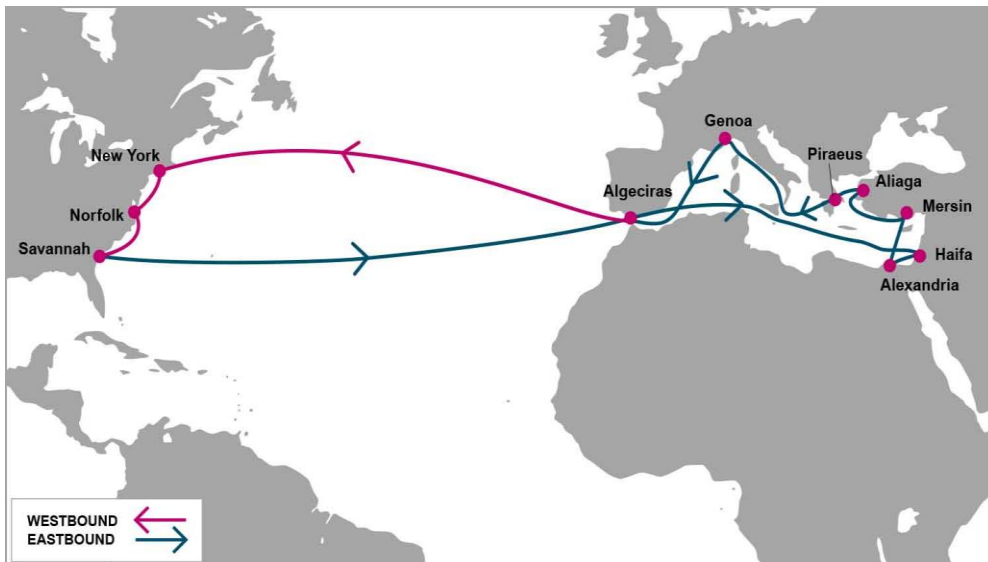 Genoa
New York
Piraeus
Aliaga
Algeciras
Mersin
Norfolk
Savannah
Haifa
Alexandria
WESTBOUND
EASTBOUND